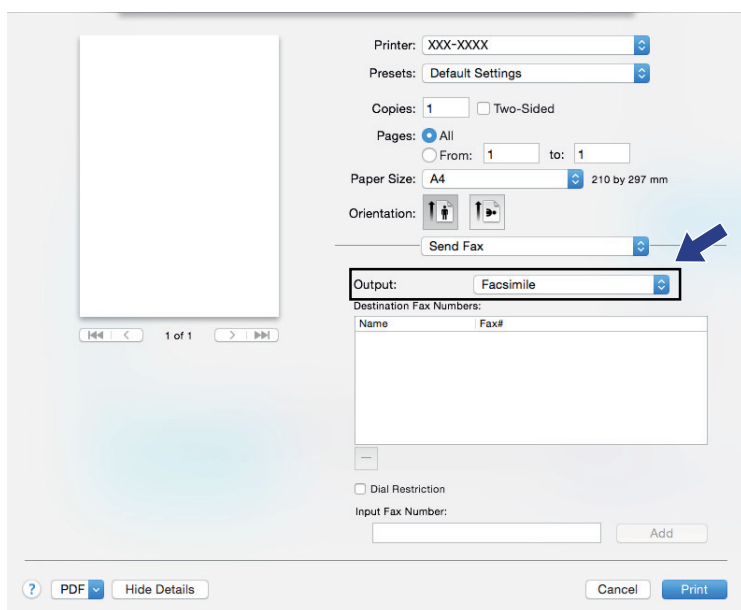 Printer: XXX-XXXX
Presets: Default Settings
Copies: 1 Two-Sided
Pages: All
From: 1 to: 1
Paper Size: A4 210 by 297 mm
Orientation:
Send Fax
Output: Facsimile
Destination Fax Numbers:
Name Fax#
1 of 1
Dial Restriction
Input Fax Number:
Add
? PDF Hide Details Cancel Print